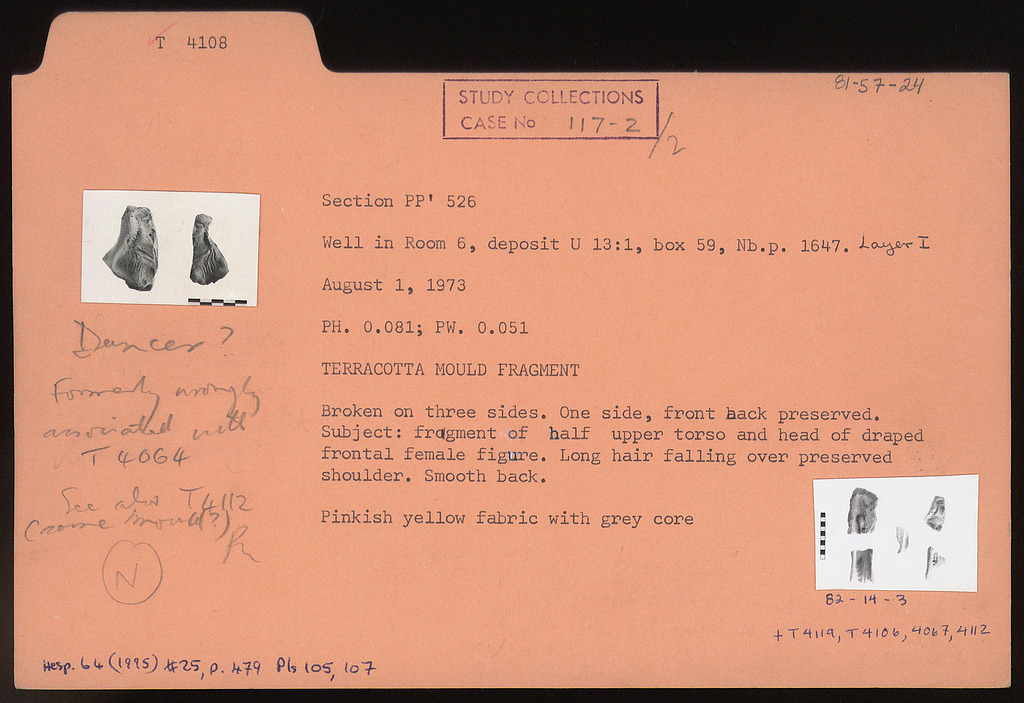 T 4108
81-57-24
STUDY COLLECTIONS
CASE No 117-2/2
Section PP' 526
Well in Room 6, deposit U 13:1, box 59, Nb.p. 1647. Layer I
August 1, 1973
PH. 0.081; PW. 0.051
TERRACOTTA MOULD FRAGMENT
Broken on three sides. One side, front back preserved.
Subject: fragment of half upper torso and head of draped
frontal female figure. Long hair falling over preserved
shoulder. Smooth back.
Pinkish yellow fabric with grey core
Dancer?
Formerly wrongly
associated with
T 4064
See also T4112
(same mould?)
N
82-14-3
+ T4119, T4106, 4067, 4112
Hesp. 64 (1995) #25, p. 479 Pls 105, 107